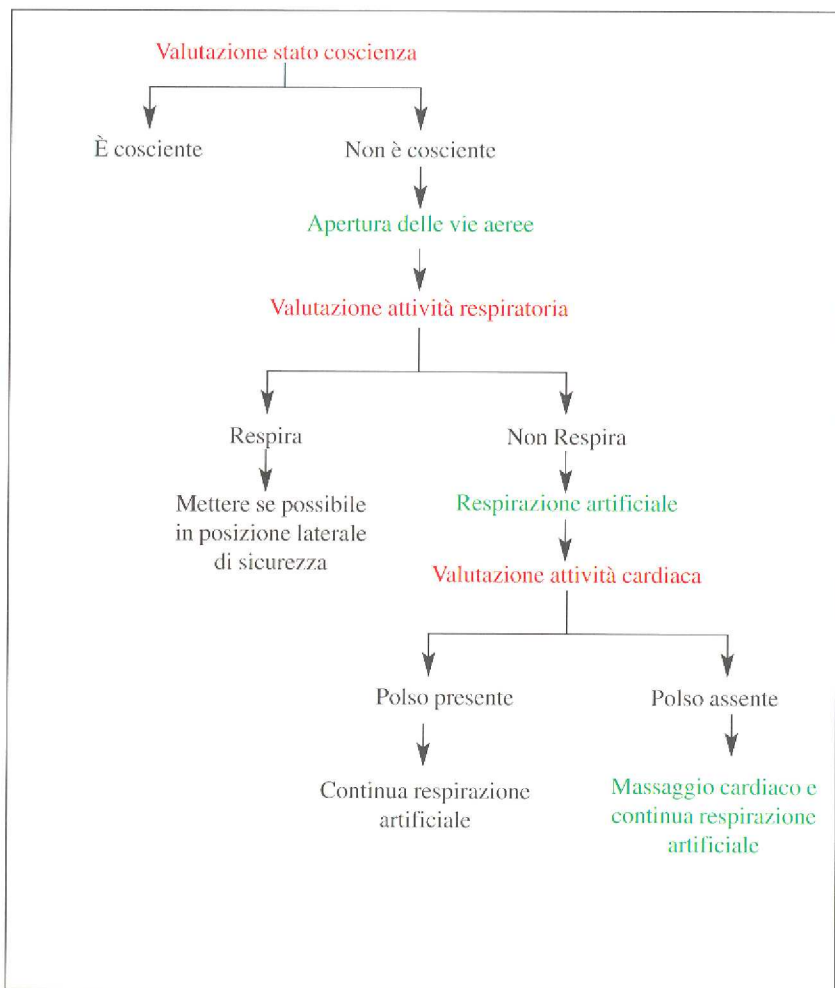 Valutazione stato coscienza
È cosciente
Non è cosciente
Apertura delle vie aeree
Valutazione attività respiratoria
Respira
Non Respira
Mettere se possibile
in posizione laterale
di sicurezza
Respirazione artificiale
Valutazione attività cardiaca
Polso presente
Polso assente
Continua respirazione
artificiale
Massaggio cardiaco e
continua respirazione
artificiale